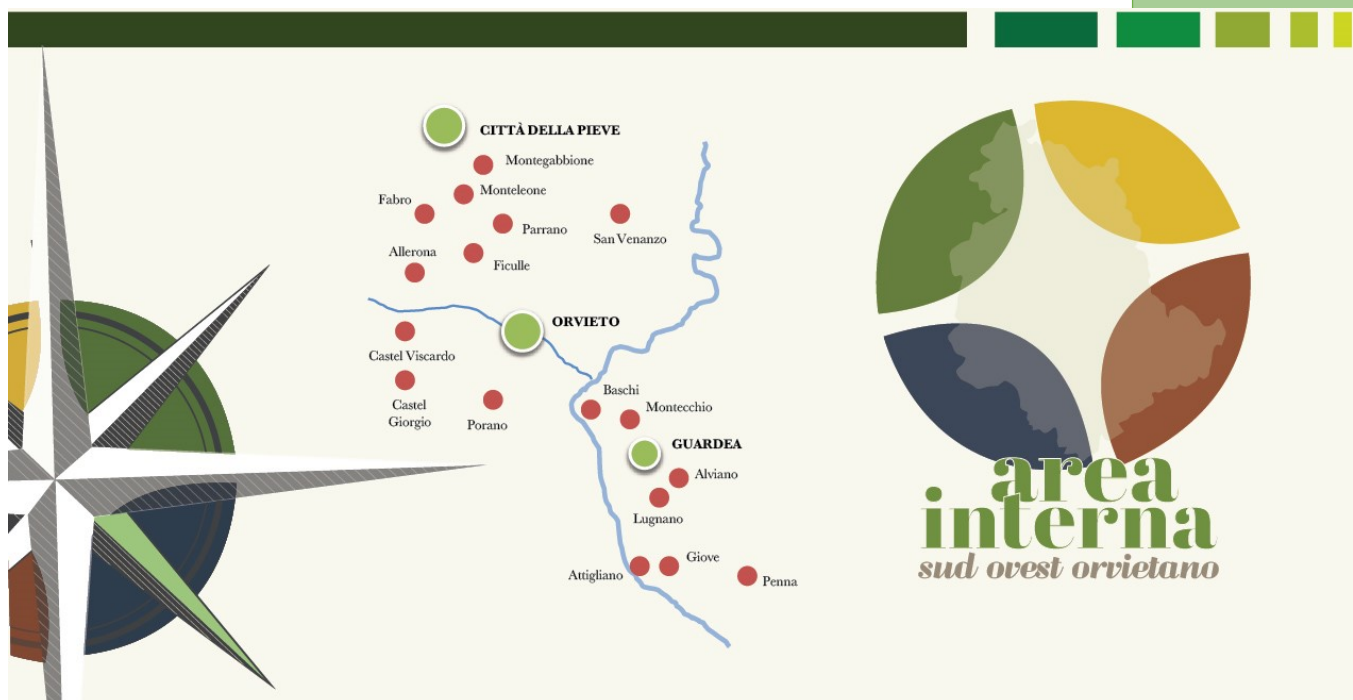 CITTÀ DELLA PIEVE
Montegabbione
Monteleone
Fabro
Parrano
San Venanzo
Allerona
Ficulle
ORVIETO
Castel Viscardo
Castel
Giorgio
Porano
Baschi
Montecchio
GUARDEA
Alviano
Lugnano
Attigliano
Giove
Penna
area
interna
sud ovest orvietano